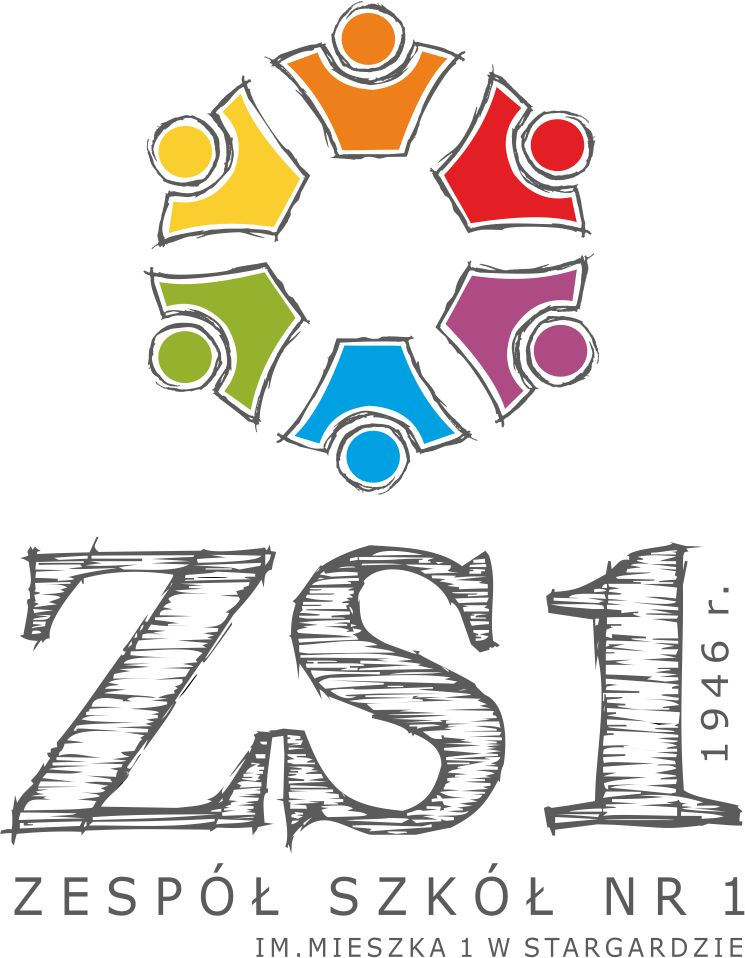 ZS1
1946 r.
ZESPÓŁ SZKÓŁ NR 1
IM.MIESZKA 1 W STARGARDZIE